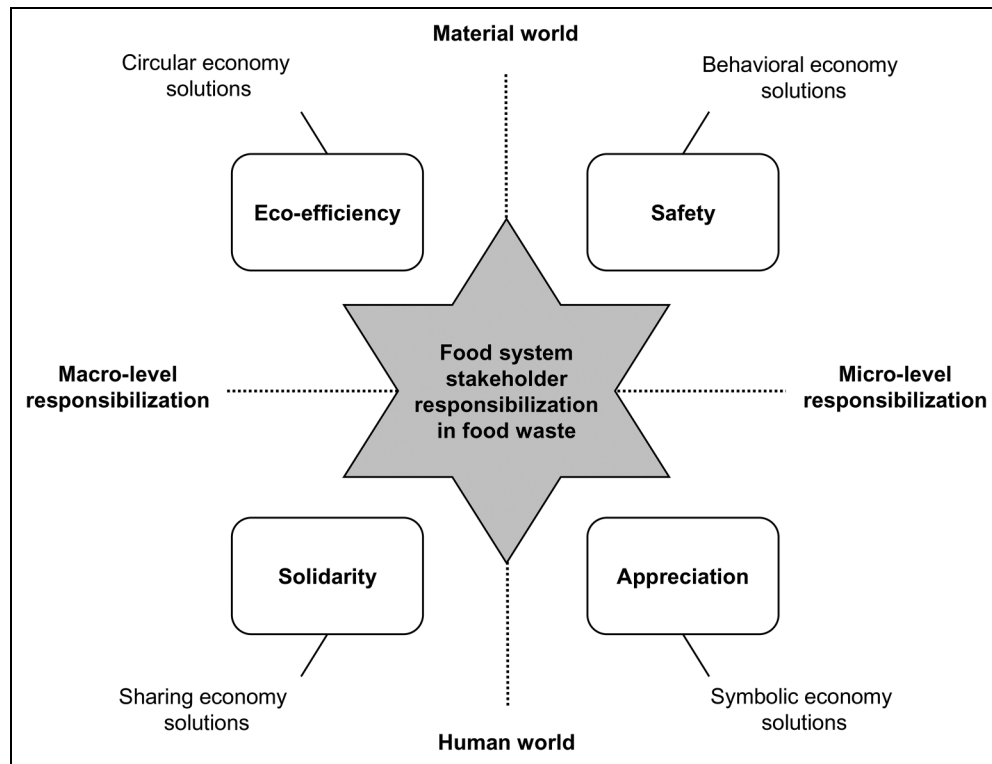 Material world
Circular economy
solutions
Behavioral economy
solutions
Eco-efficiency
Safety
Food system
stakeholder
responsibilization
in food waste
Macro-level
responsibilization
Micro-level
responsibilization
Solidarity
Appreciation
Sharing economy
solutions
Symbolic economy
solutions
Human world